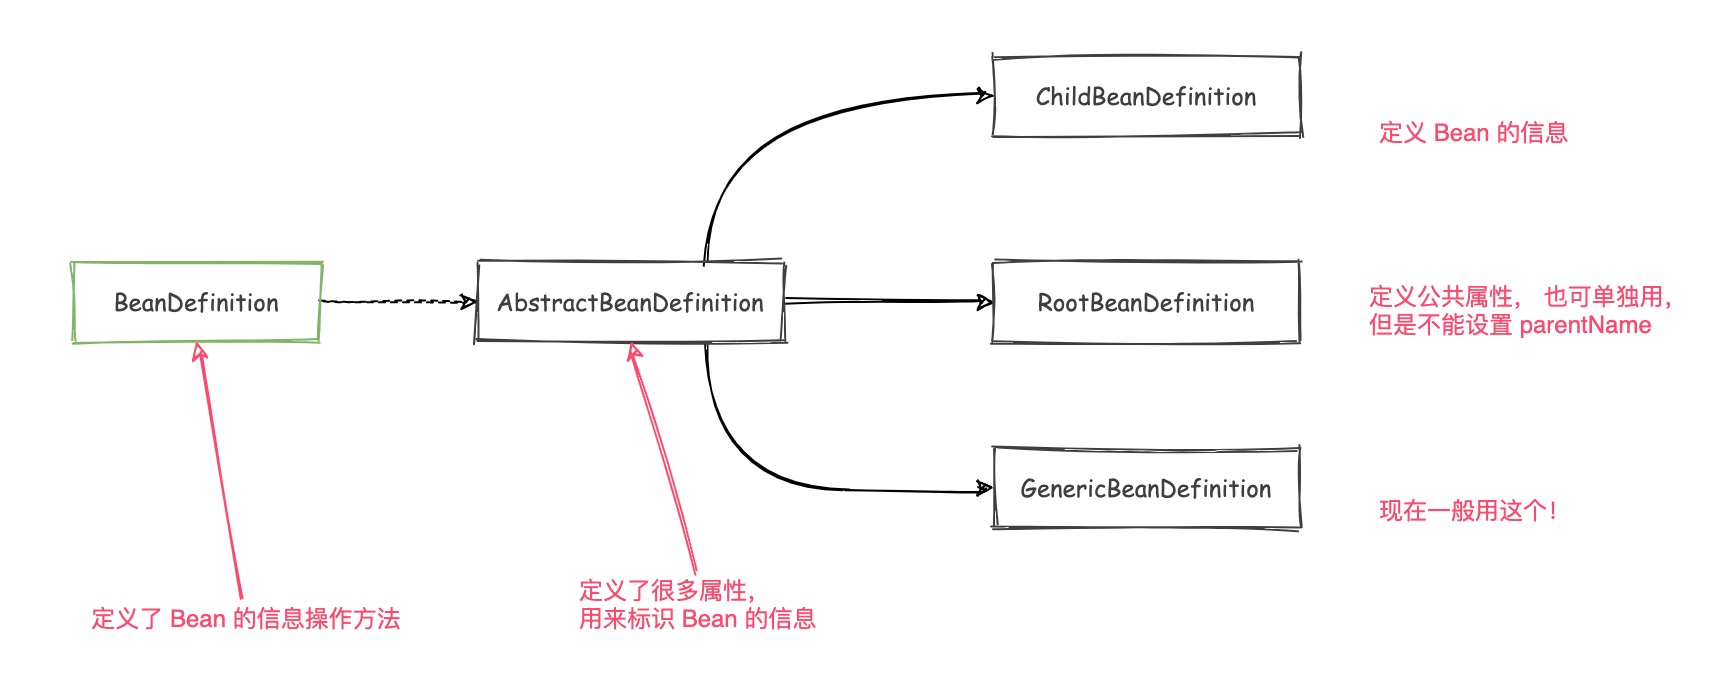 ChildBeanDefinition
定义 Bean 的信息
BeanDefinition
AbstractBeanDefinition
RootBeanDefinition
定义公共属性， 也可单独用，
但是不能设置 parentName
GenericBeanDefinition
现在一般用这个！
定义了 Bean 的信息操作方法
定义了很多属性，
用来标识 Bean 的信息